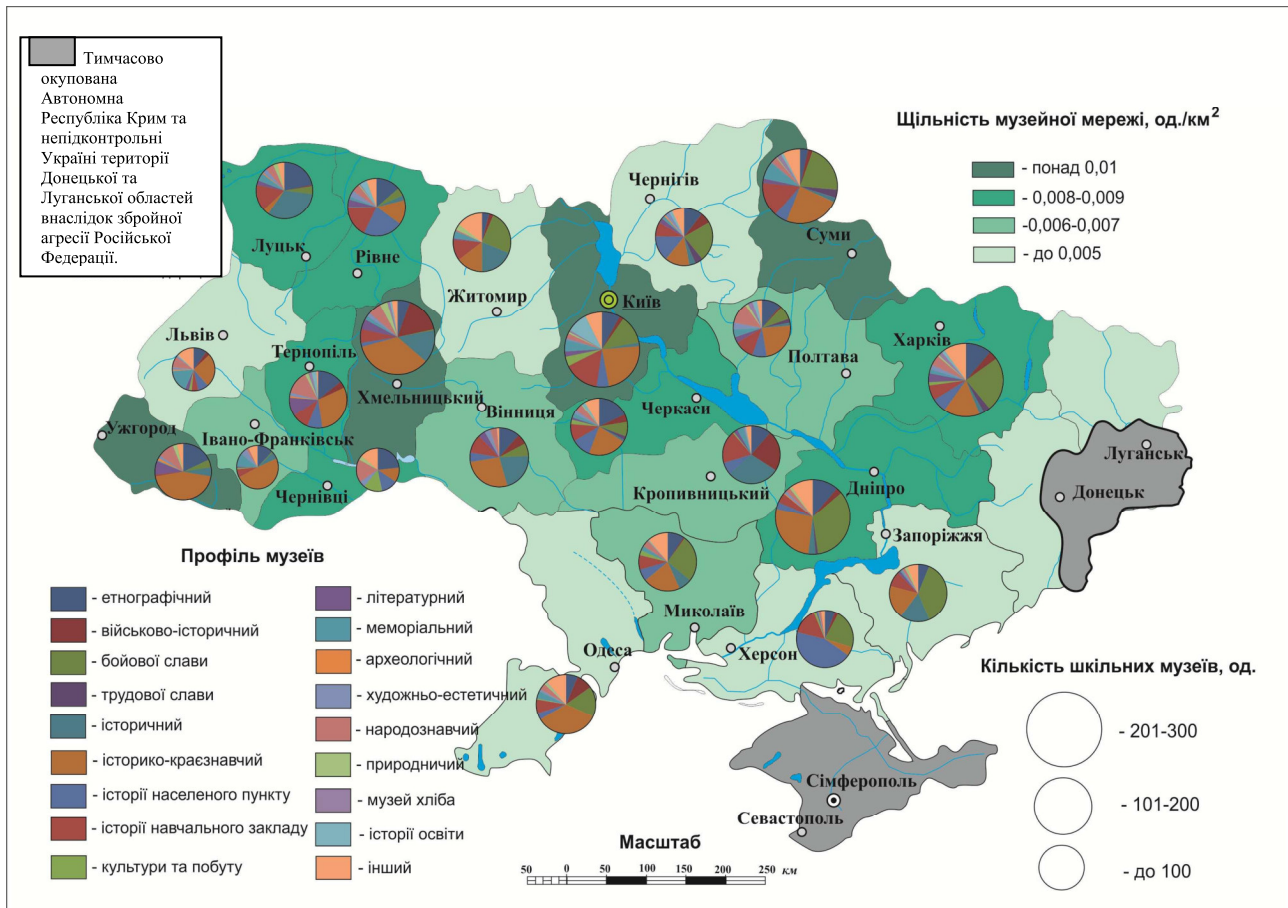 Тимчасово
окупована
Автономна
Республіка Крим та
непідконтрольні
Україні території
Донецької та
Луганської областей
внаслідок збройної
агресії Російської
Федерації.
Щільність музейної мережі, од./км²
- понад 0,01
- 0,008-0,009
-0,006-0,007
- до 0,005
Чернігів
Суми
Луцьк
Рівне
Житомир
Київ
Львів
Тернопіль
Хмельницький
Вінниця
Полтава
Харків
Черкаси
Ужгород
Івано-Франківськ
Чернівці
Кропивницький
Дніпро
Луганськ
Донецьк
Запоріжжя
Миколаїв
Одеса
Херсон
Сімферополь
Севастополь
Профіль музеїв
- етнографічний
- військово-історичний
- бойової слави
- трудової слави
- історичний
- історико-краєзнавчий
- історії населеного пункту
- історії навчального закладу
- культури та побуту
- літературний
- меморіальний
- археологічний
- художньо-естетичний
- народознавчий
- природничий
- музей хліба
- історії освіти
- інший
Кількість шкільних музеїв, од.
- 201-300
- 101-200
- до 100
Масштаб
50 0 50 100 150 200 250 км